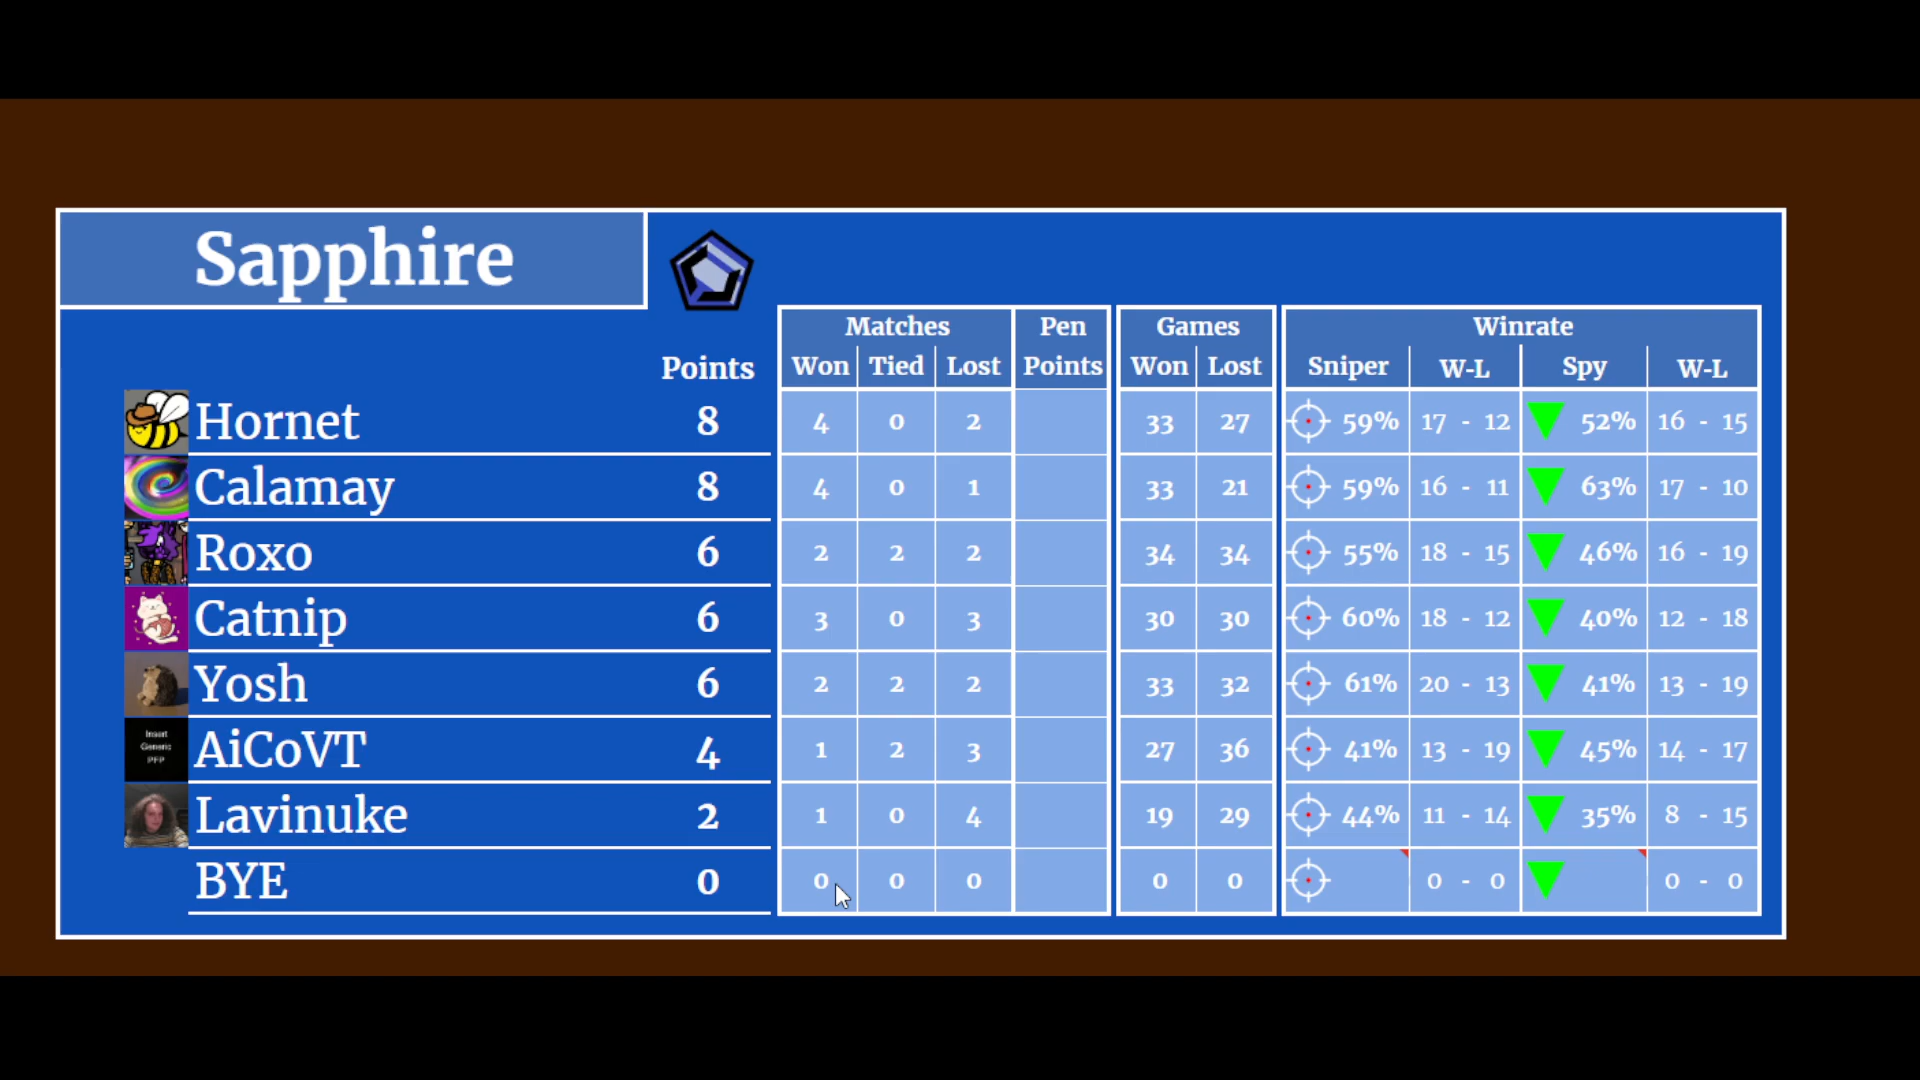 Sapphire
Matches Pen Games Winrate
Points Won Tied Lost Points Won Lost Sniper W-L Spy W-L
Hornet 8 4 0 2 33 27 59% 17 - 12 52% 16 - 15
Calamay 8 4 0 1 33 21 59% 16 - 11 63% 17 - 10
Roxo 6 2 2 2 34 34 55% 18 - 15 46% 16 - 19
Catnip 6 3 0 3 30 30 60% 18 - 12 40% 12 - 18
Yosh 6 2 2 2 33 32 61% 20 - 13 41% 13 - 19
Insert
Generic
PFP
AiCoVT 4 1 2 3 27 36 41% 13 - 19 45% 14 - 17
Lavinuke 2 1 0 4 19 29 44% 11 - 14 35% 8 - 15
BYE 0 0 0 0 0 0 0 - 0 0 - 0